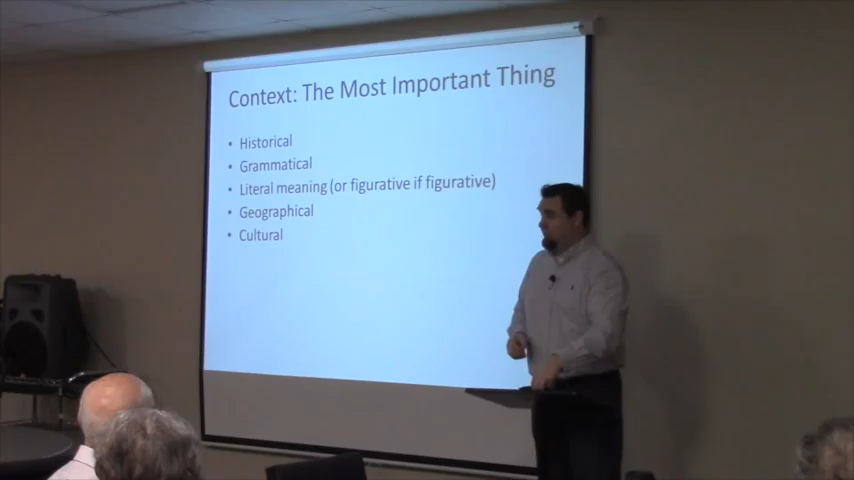 Context: The Most Important Thing
• Historical
• Grammatical
• Literal meaning (or figurative if figurative)
• Geographical
• Cultural